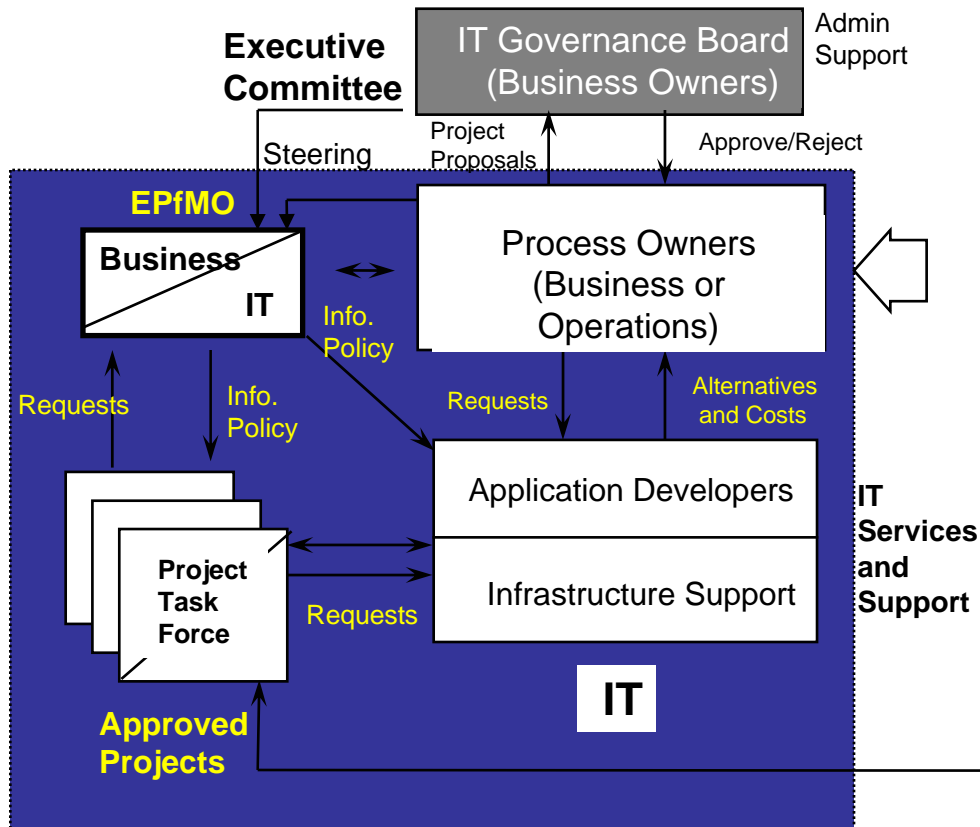 Executive
Committee
IT Governance Board
(Business Owners)
Admin
Support
Steering
Project
Proposals
Approve/Reject
EPfMO
Business
IT
Process Owners
(Business or
Operations)
Info.
Policy
Requests
Info.
Policy
Requests
Alternatives
and Costs
Application Developers
Infrastructure Support
IT
Services
and
Support
Project
Task
Force
Requests
IT
Approved
Projects